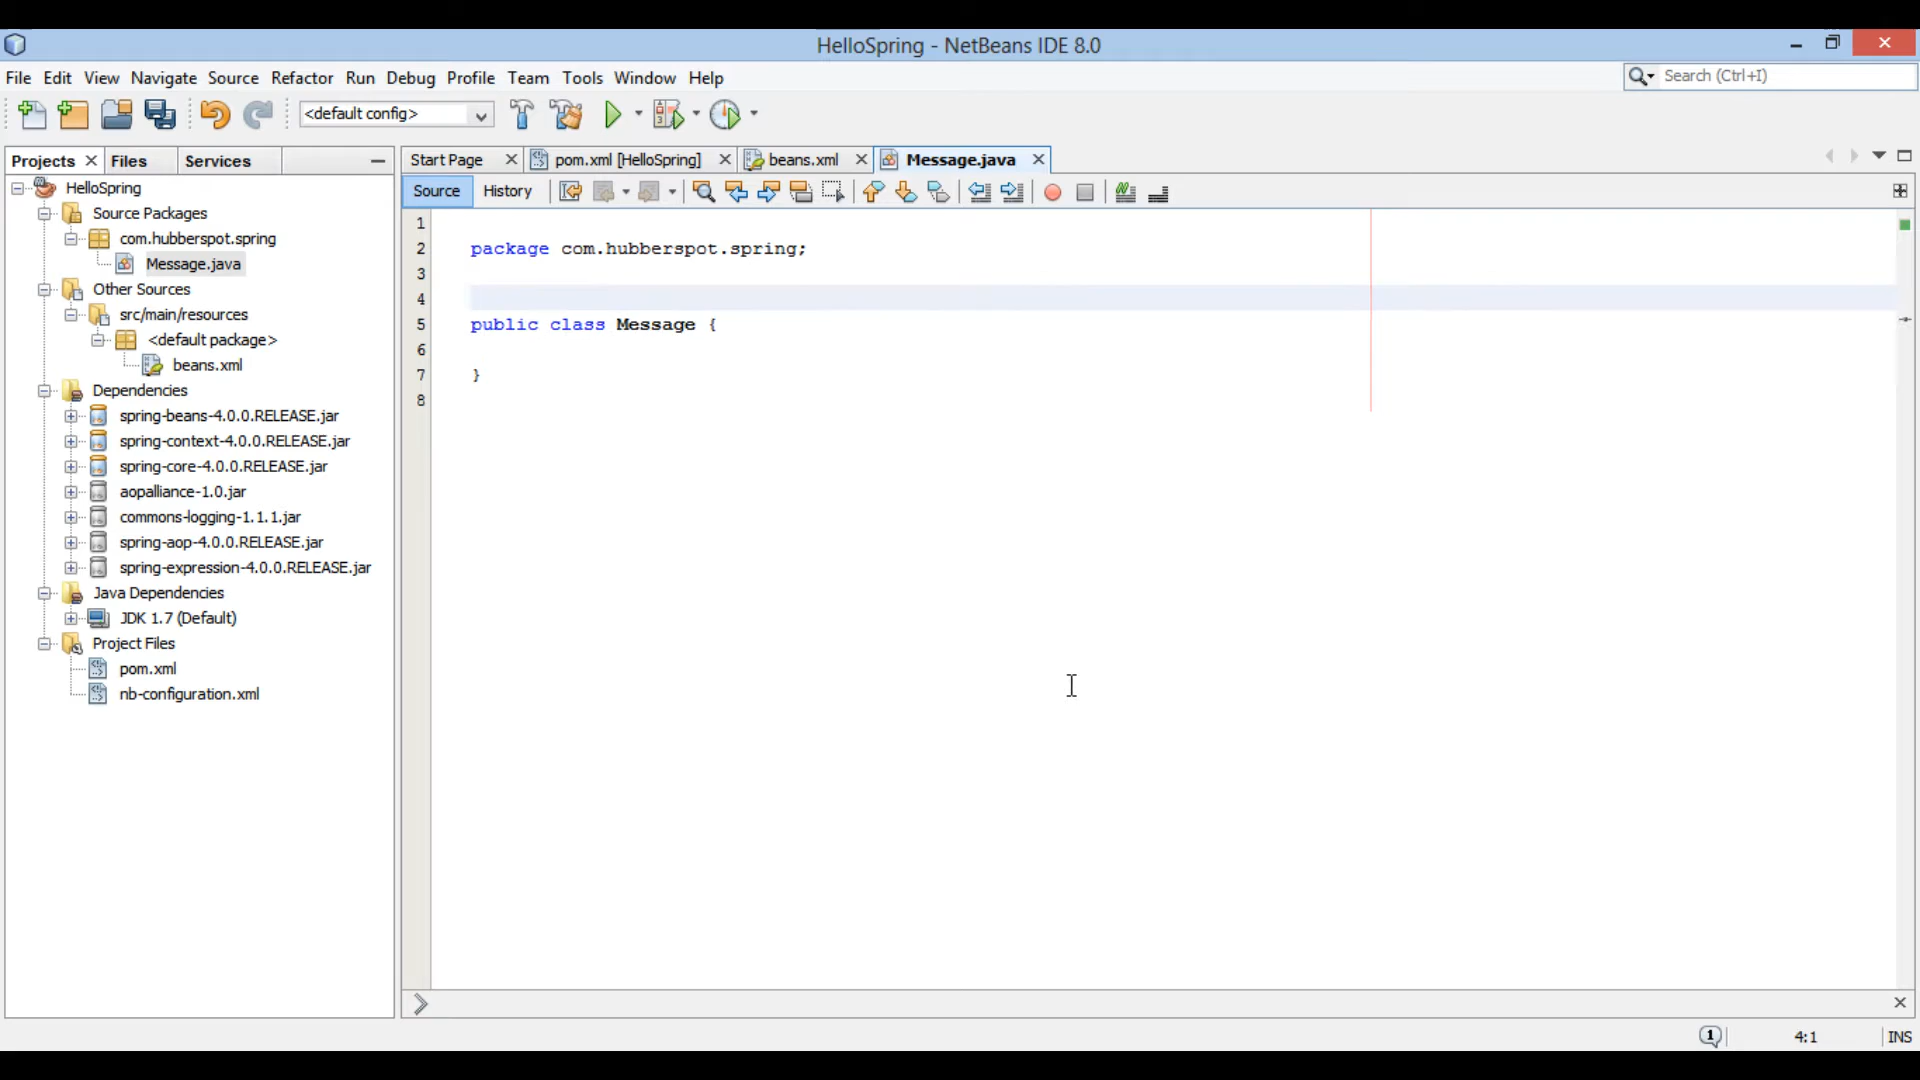 HelloSpring - NetBeans IDE 8.0
File Edit View Navigate Source Refactor Run Debug Profile Team Tools Window Help
Search (Ctrl+I)
<default config>
Projects Files Services
Start Page pom.xml [HelloSpring] beans.xml Message.java
Source History
HelloSpring
Source Packages
com.hubberspot.spring
Message.java
Other Sources
src/main/resources
<default package>
beans.xml
Dependencies
spring-beans-4.0.0.RELEASE.jar
spring-context-4.0.0.RELEASE.jar
spring-core-4.0.0.RELEASE.jar
aopalliance-1.0.jar
commons-logging-1.1.1.jar
spring-aop-4.0.0.RELEASE.jar
spring-expression-4.0.0.RELEASE.jar
Java Dependencies
JDK 1.7 (Default)
Project Files
pom.xml
nb-configuration.xml
1
2 package com.hubberspot.spring;
3
4
5 public class Message {
6
7 }
8
1 4:1 INS